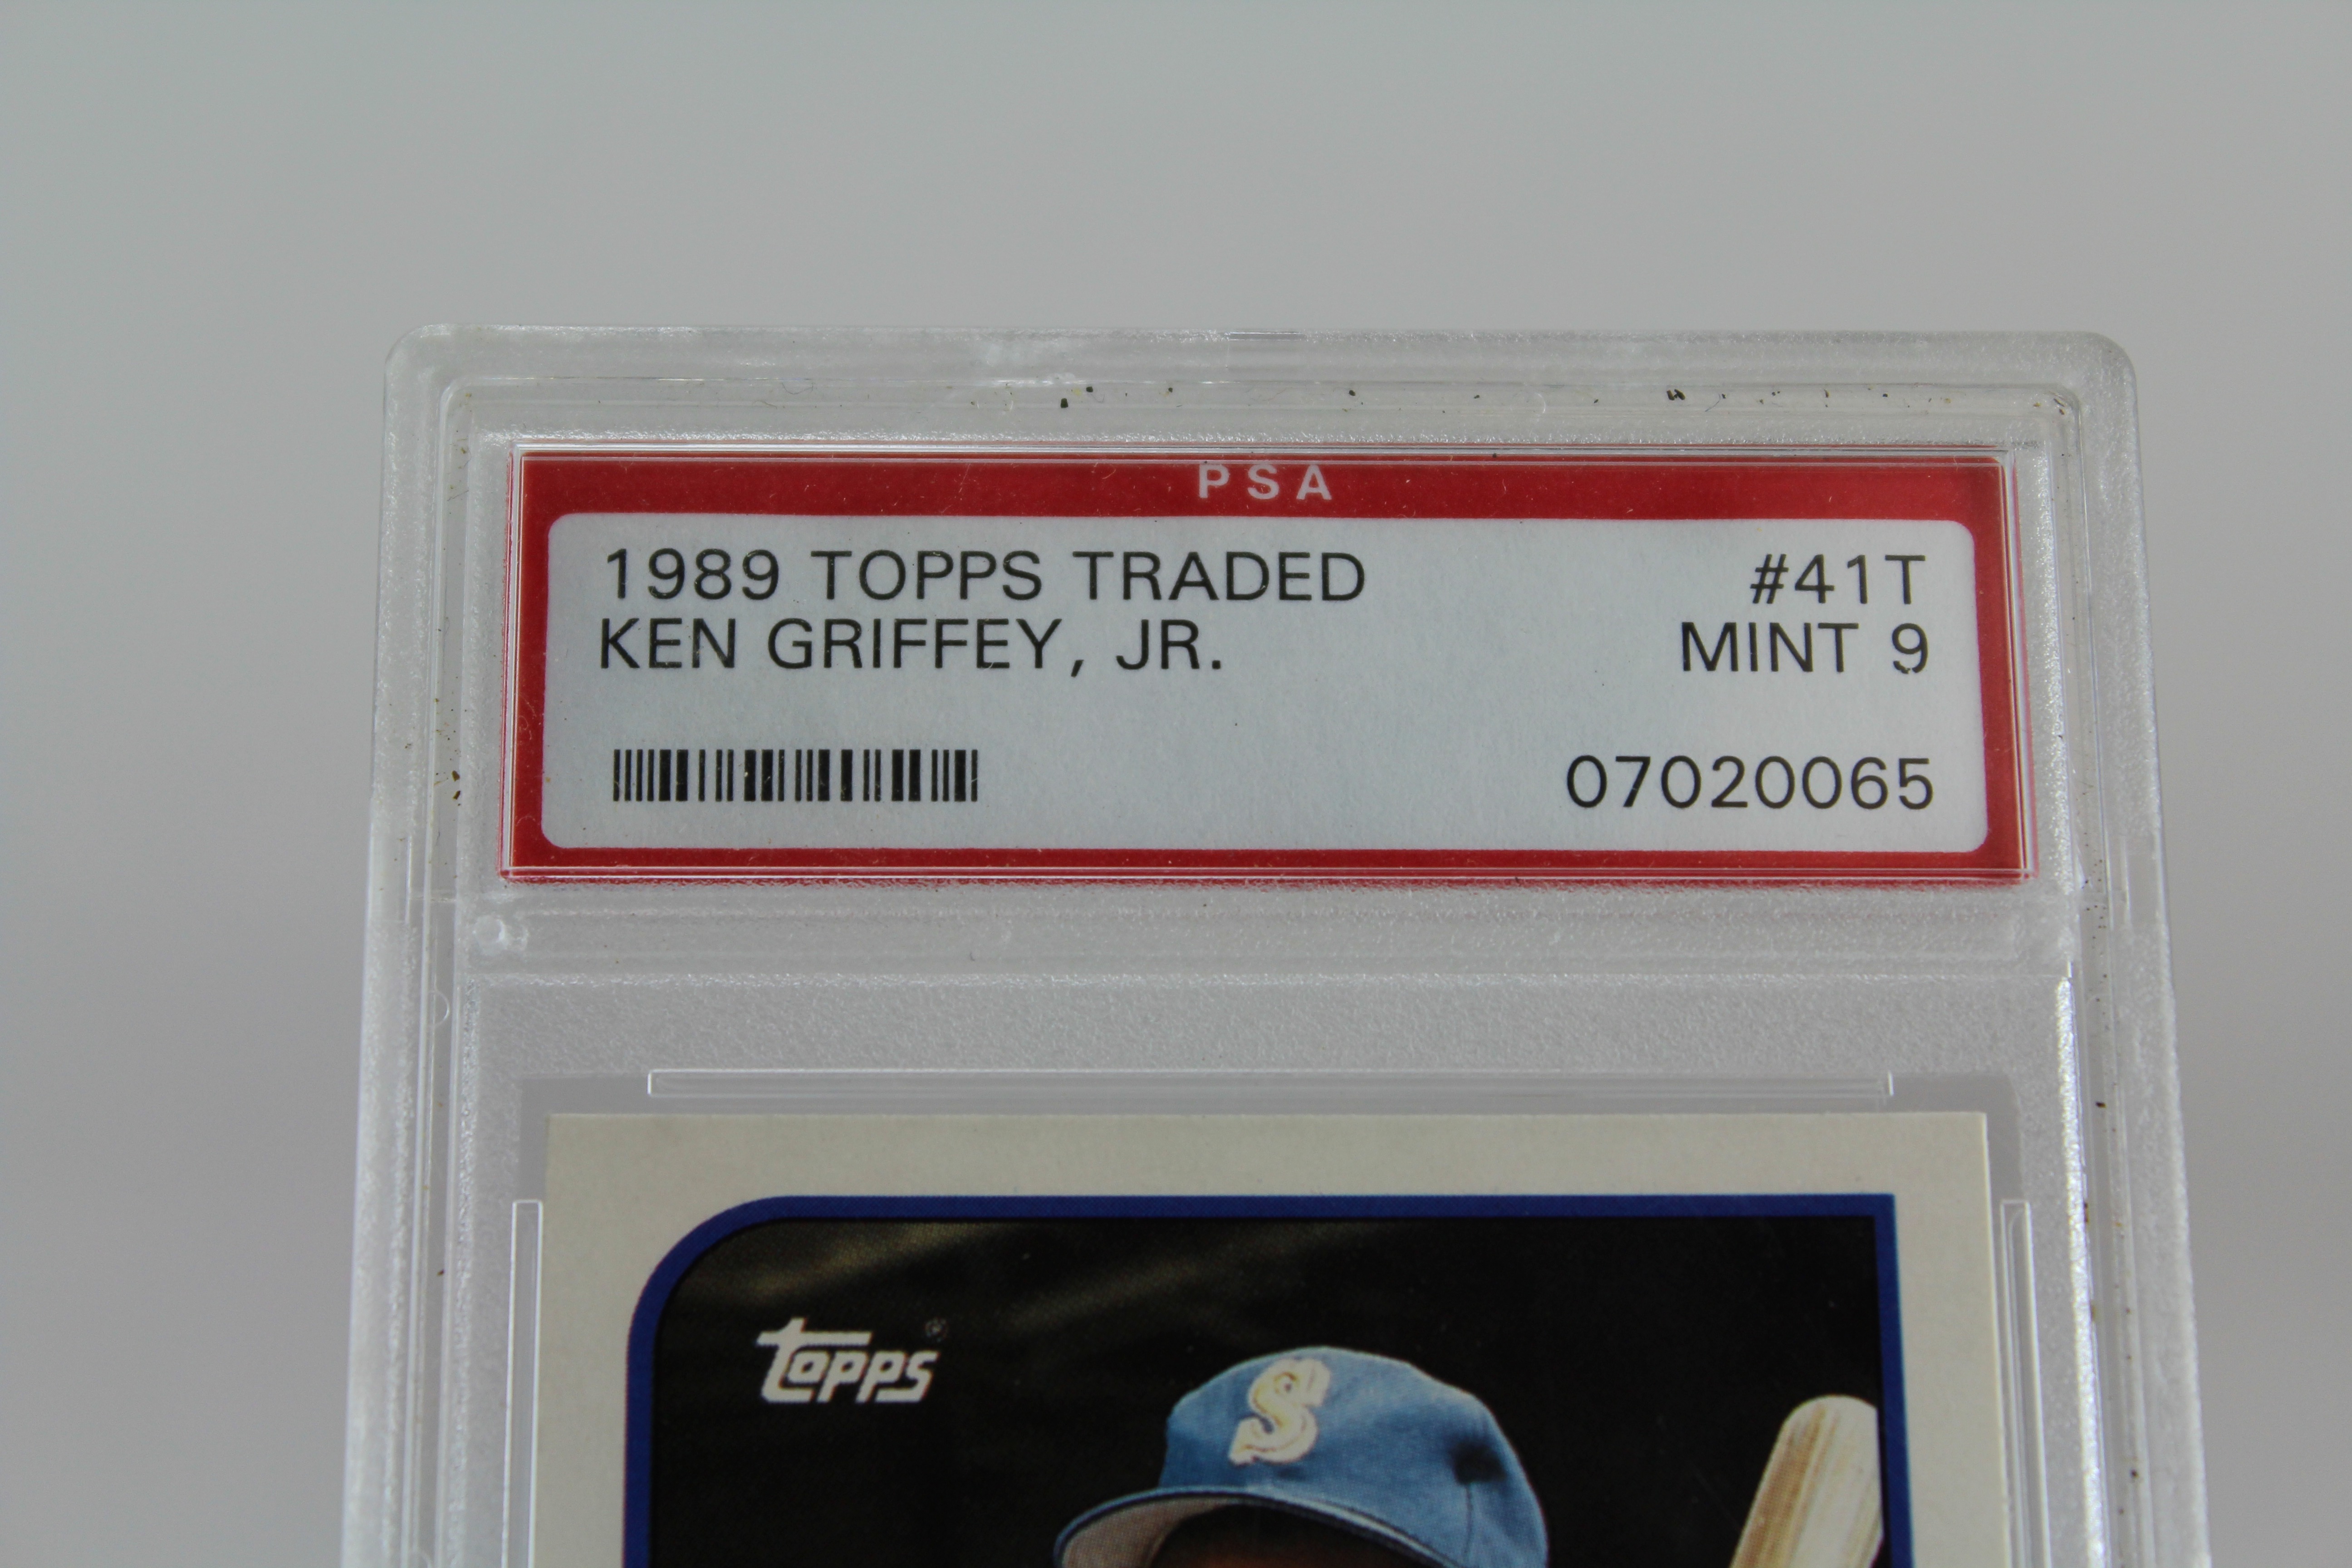 PSA
1989 TOPPS TRADED #41T
KEN GRIFFEY, JR. MINT 9
07020065
Topps®
S